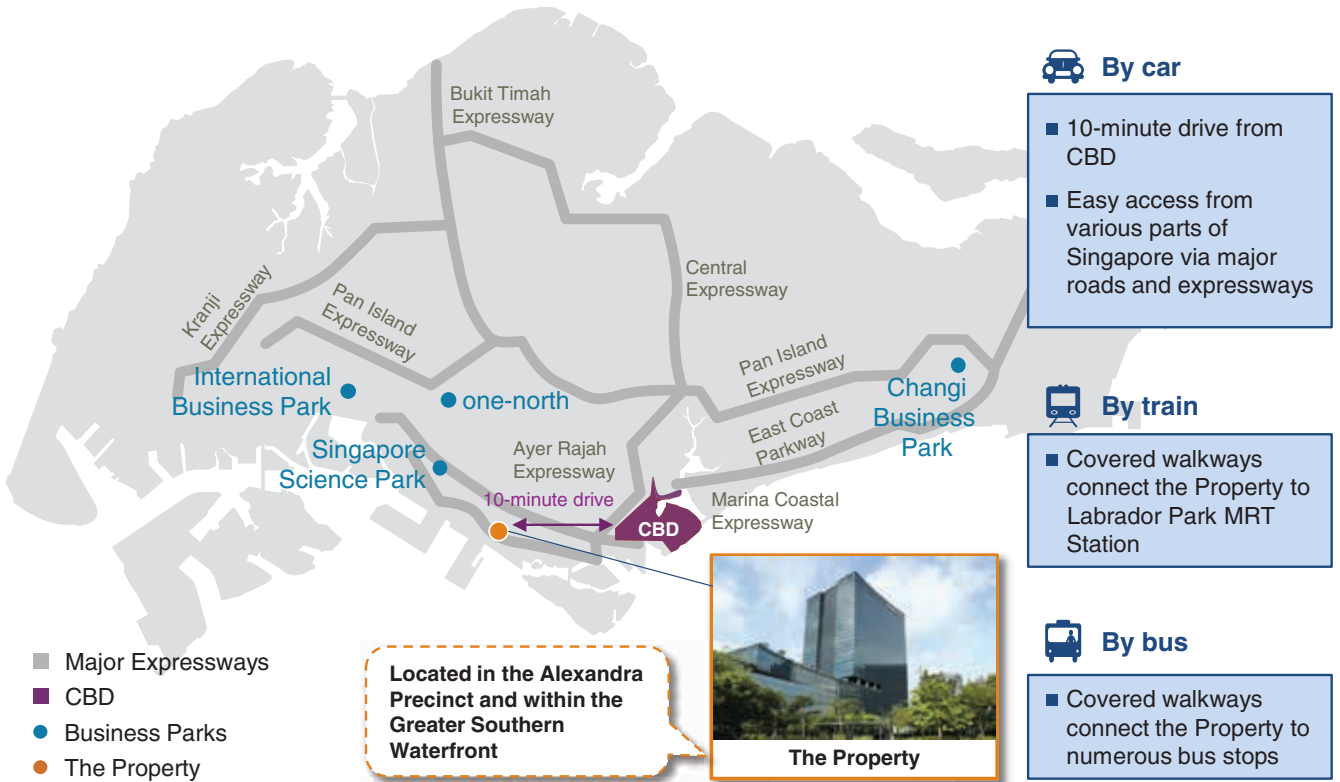 Bukit Timah
Expressway
Kranji
Expressway
Pan Island
Expressway
Central
Expressway
Pan Island
Expressway
East Coast
Parkway
International
Business Park
one-north
Changi
Business
Park
Singapore
Science Park
Ayer Rajah
Expressway
10-minute drive
CBD
Marina Coastal
Expressway
Major Expressways
CBD
Business Parks
The Property
Located in the Alexandra
Precinct and within the
Greater Southern
Waterfront
The Property
By car
■ 10-minute drive from
CBD
■ Easy access from
various parts of
Singapore via major
roads and expressways
By train
■ Covered walkways
connect the Property to
Labrador Park MRT
Station
By bus
■ Covered walkways
connect the Property to
numerous bus stops